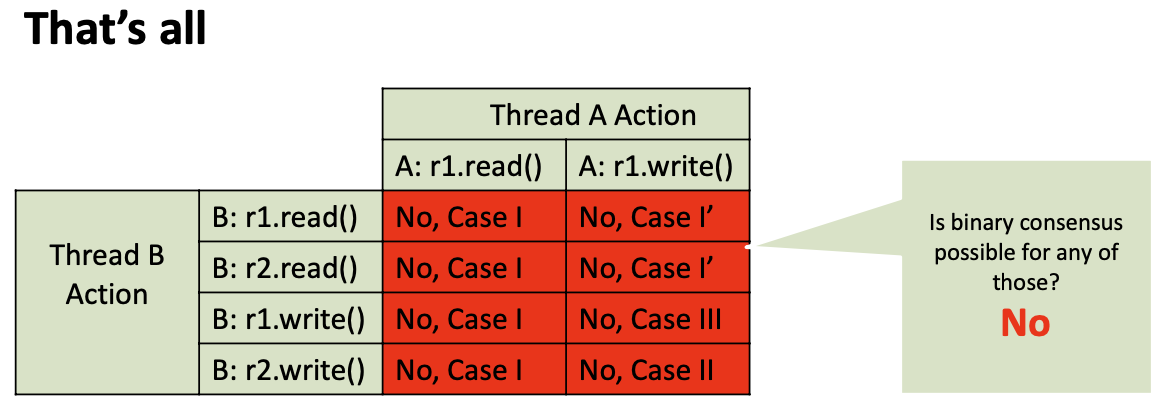 That’s all
Thread A Action
A: r1.read()
A: r1.write()
Thread B
Action
B: r1.read()
No, Case I
No, Case I’
B: r2.read()
No, Case I
No, Case I’
B: r1.write()
No, Case I
No, Case III
B: r2.write()
No, Case I
No, Case II
Is binary consensus
possible for any of
those?
No